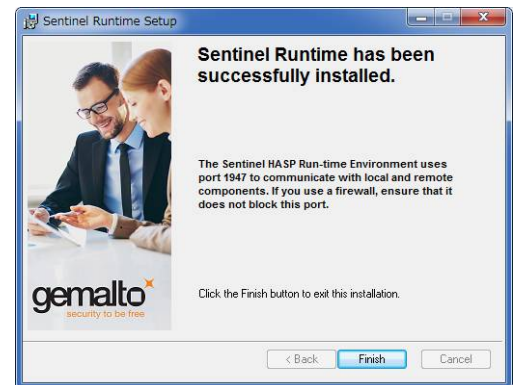 Sentinel Runtime Setup
Sentinel Runtime has been
successfully installed.
The Sentinel HASP Run-time Environment uses
port 1947 to communicate with local and remote
components. If you use a firewall, ensure that it
does not block this port.
gemalto
security to be free
Click the Finish button to exit this installation.
< Back
Finish
Cancel